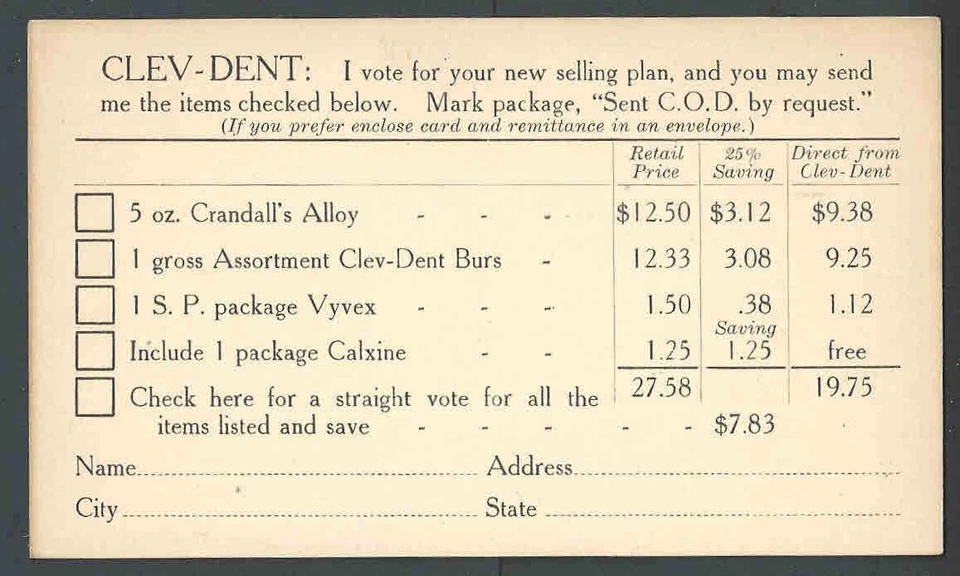 CLEV-DENT: I vote for your new selling plan, and you may send
me the items checked below. Mark package, "Sent C.O.D. by request."
(If you prefer enclose card and remittance in an envelope.)
Retail Price 25% Saving Direct from Clev-Dent
5 oz. Crandall's Alloy - - - $12.50 $3.12 $9.38
1 gross Assortment Clev-Dent Burs - 12.33 3.08 9.25
1 S. P. package Vyvex - - - 1.50 .38 1.12
Saving
Include 1 package Calxine - - 1.25 1.25 free
Check here for a straight vote for all the 27.58 19.75
items listed and save - - - - - $7.83
Name Address
City State